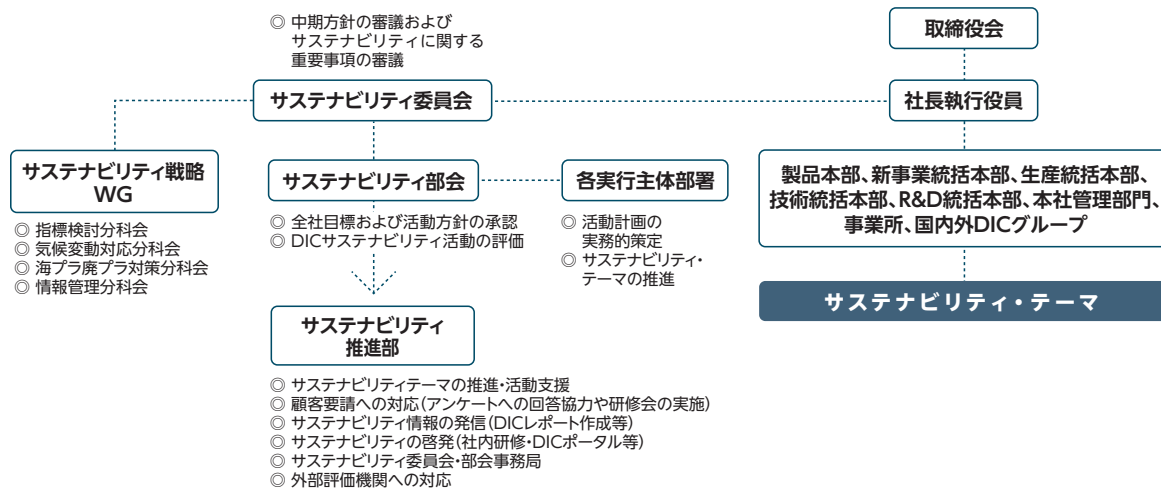 ◎ 中期方針の審議および
サステナビリティに関する
重要事項の審議
取締役会
サステナビリティ委員会
社長執行役員
サステナビリティ戦略
WG
◎ 指標検討分科会
◎ 気候変動対応分科会
◎ 海プラ廃プラ対策分科会
◎ 情報管理分科会
サステナビリティ部会
◎ 全社目標および活動方針の承認
◎ DICサステナビリティ活動の評価
各実行主体部署
◎ 活動計画の
実務的策定
◎ サステナビリティ・
テーマの推進
製品本部、新事業統括本部、生産統括本部、
技術統括本部、R&D統括本部、本社管理部門、
事業所、国内外DICグループ
サステナビリティ・テーマ
サステナビリティ
推進部
◎ サステナビリティテーマの推進・活動支援
◎ 顧客要請への対応(アンケートへの回答協力や研修会の実施)
◎ サステナビリティ情報の発信(DICレポート作成等)
◎ サステナビリティの啓発(社内研修・DICポータル等)
◎ サステナビリティ委員会・部会事務局
◎ 外部評価機関への対応